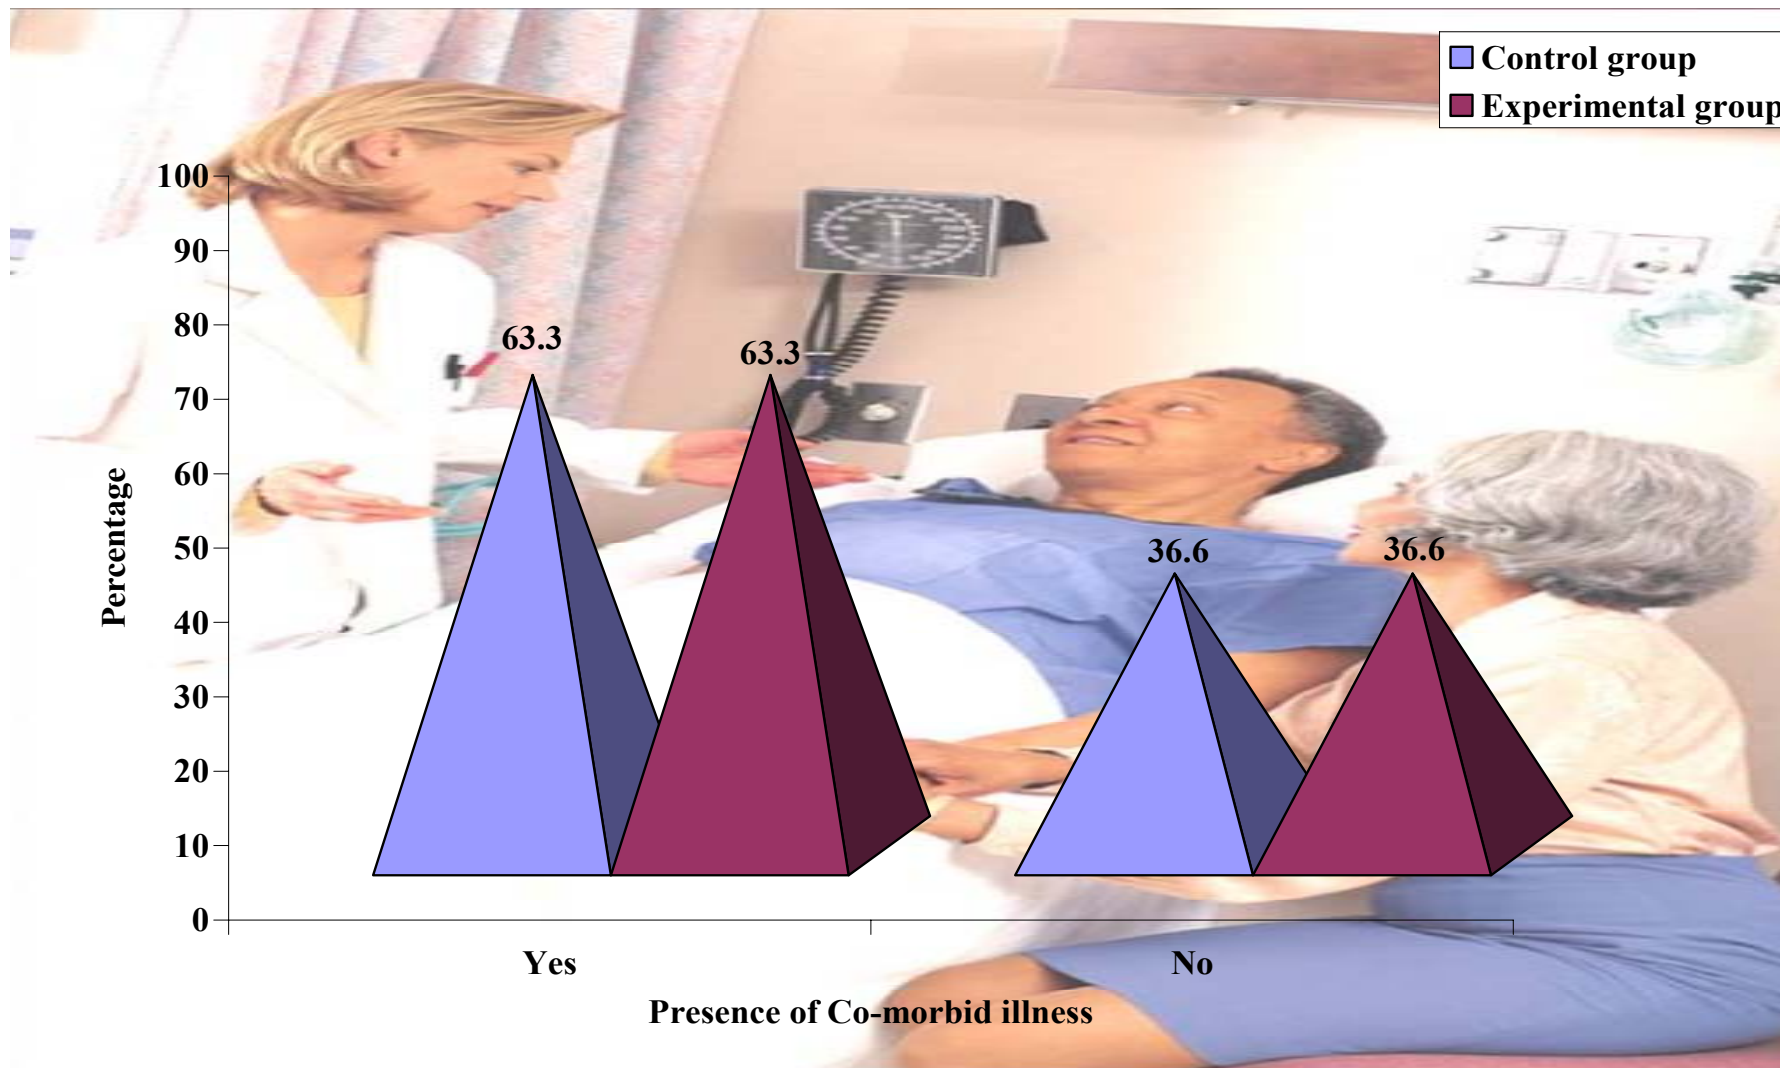 Control group
Experimental group
100
90
80
70
60
50
40
30
20
10
0
Percentage
63.3
63.3
36.6
36.6
Yes
No
Presence of Co-morbid illness